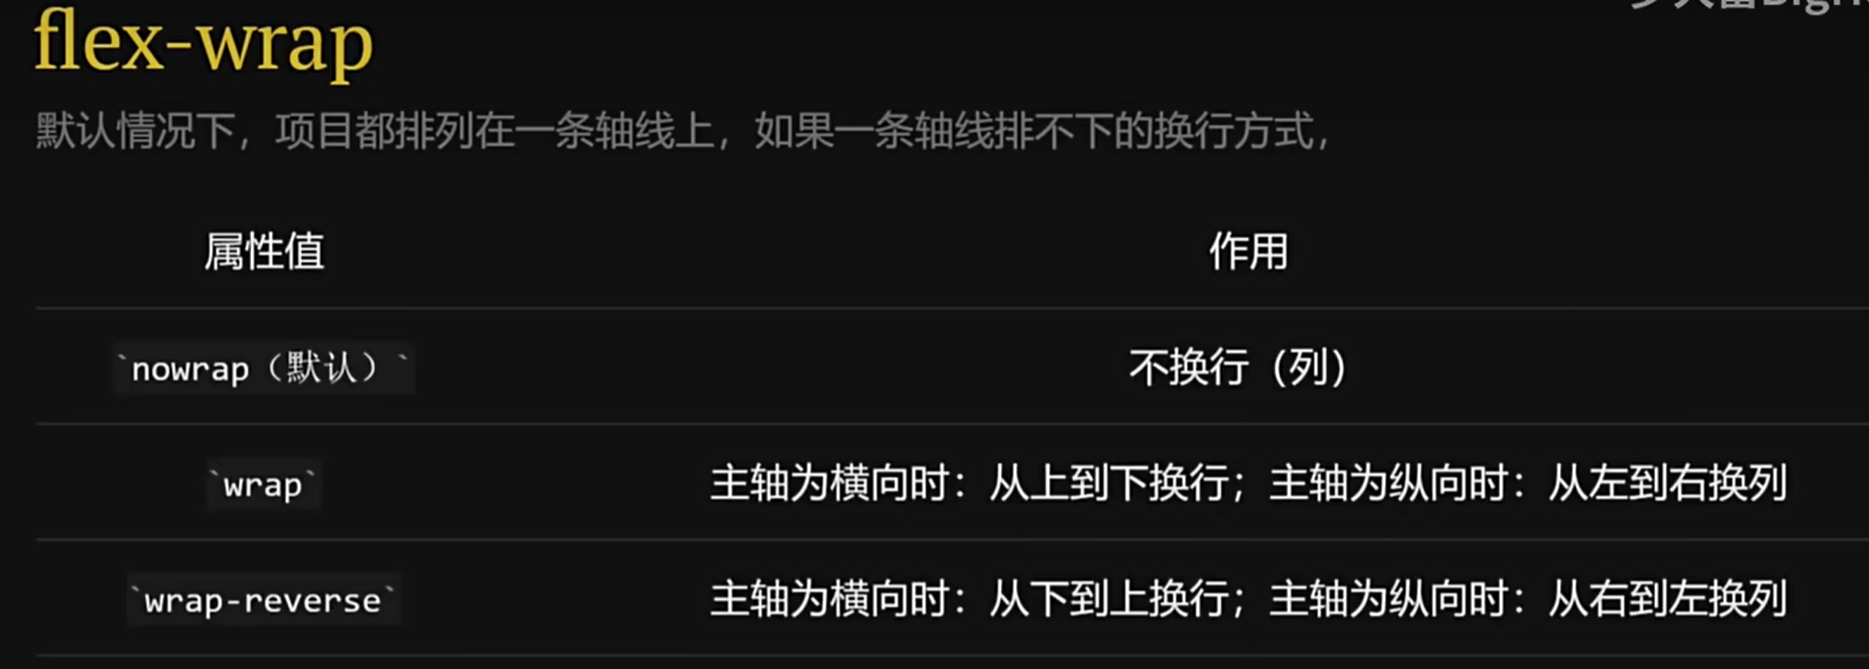 flex-wrap
默认情况下，项目都排列在一条轴线上，如果一条轴线排不下的换行方式，
属性值 作用
`nowrap（默认）` 不换行（列）
`wrap` 主轴为横向时：从上到下换行；主轴为纵向时：从左到右换列
`wrap-reverse` 主轴为横向时：从下到上换行；主轴为纵向时：从右到左换列